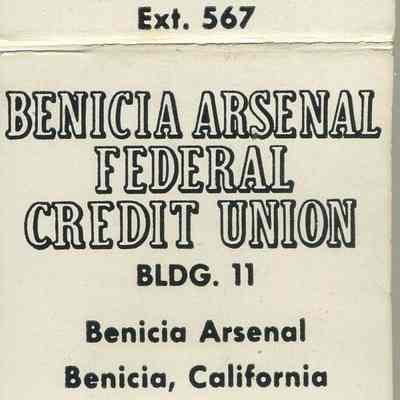 Ext. 567
BENICIA ARSENAL
FEDERAL
CREDIT UNION
BLDG. 11
Benicia Arsenal
Benicia, California